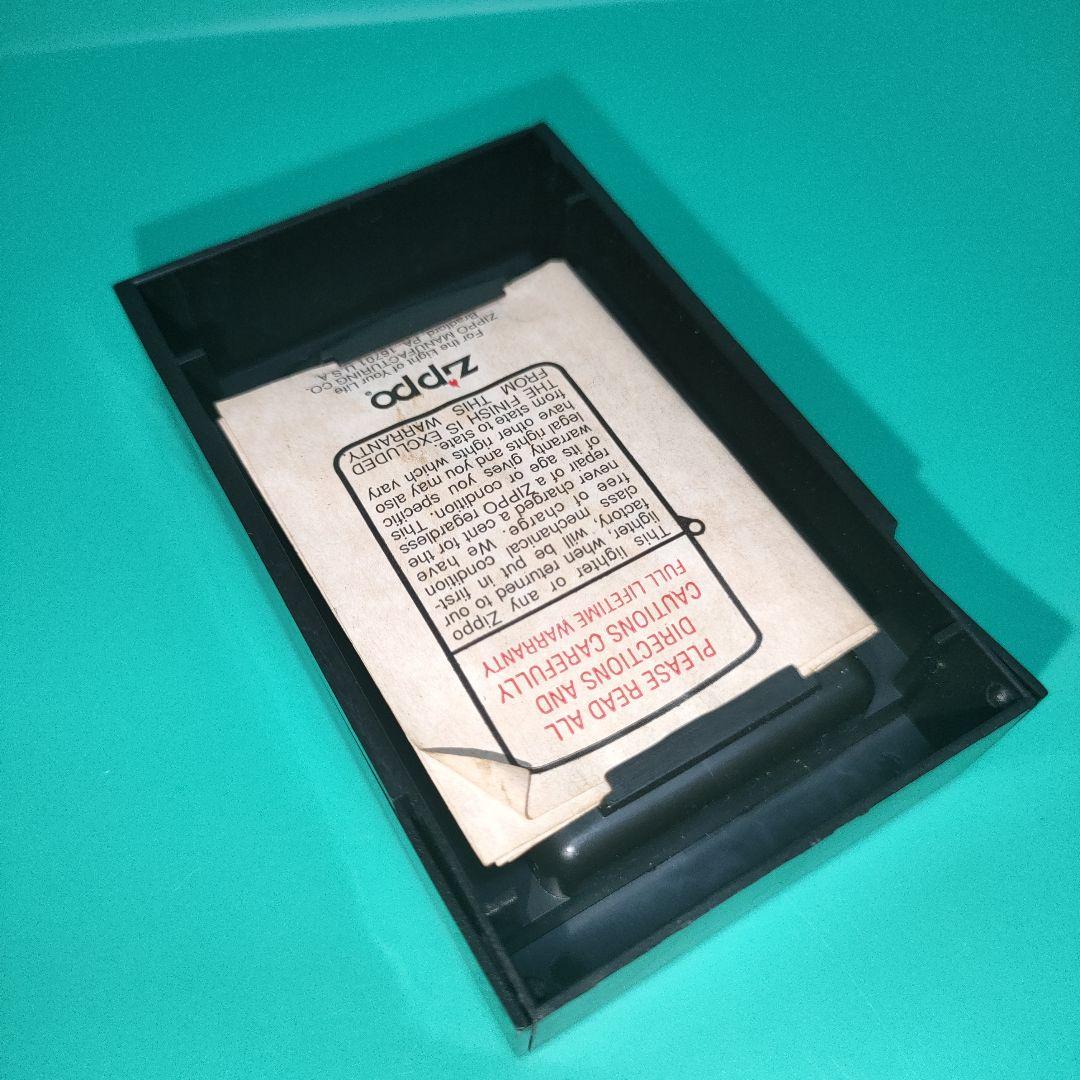 PLEASE READ ALL
DIRECTIONS AND
CAUTIONS CAREFULLY
FULL LIFETIME WARRANTY
This lighter or any Zippo
lighter, when returned to our
factory, will be put in first-
class mechanical condition
free of charge. We have
never charged a cent for the
repair of a ZIPPO regardless
of its age or condition. This
warranty gives you specific
legal rights and you may also
have other rights which vary
from state to state.
THE FINISH IS EXCLUDED
FROM THIS WARRANTY
Zippo®
For the Light of Your Life
ZIPPO MANUFACTURING CO.
Bradford, PA. 16701 U.S.A.